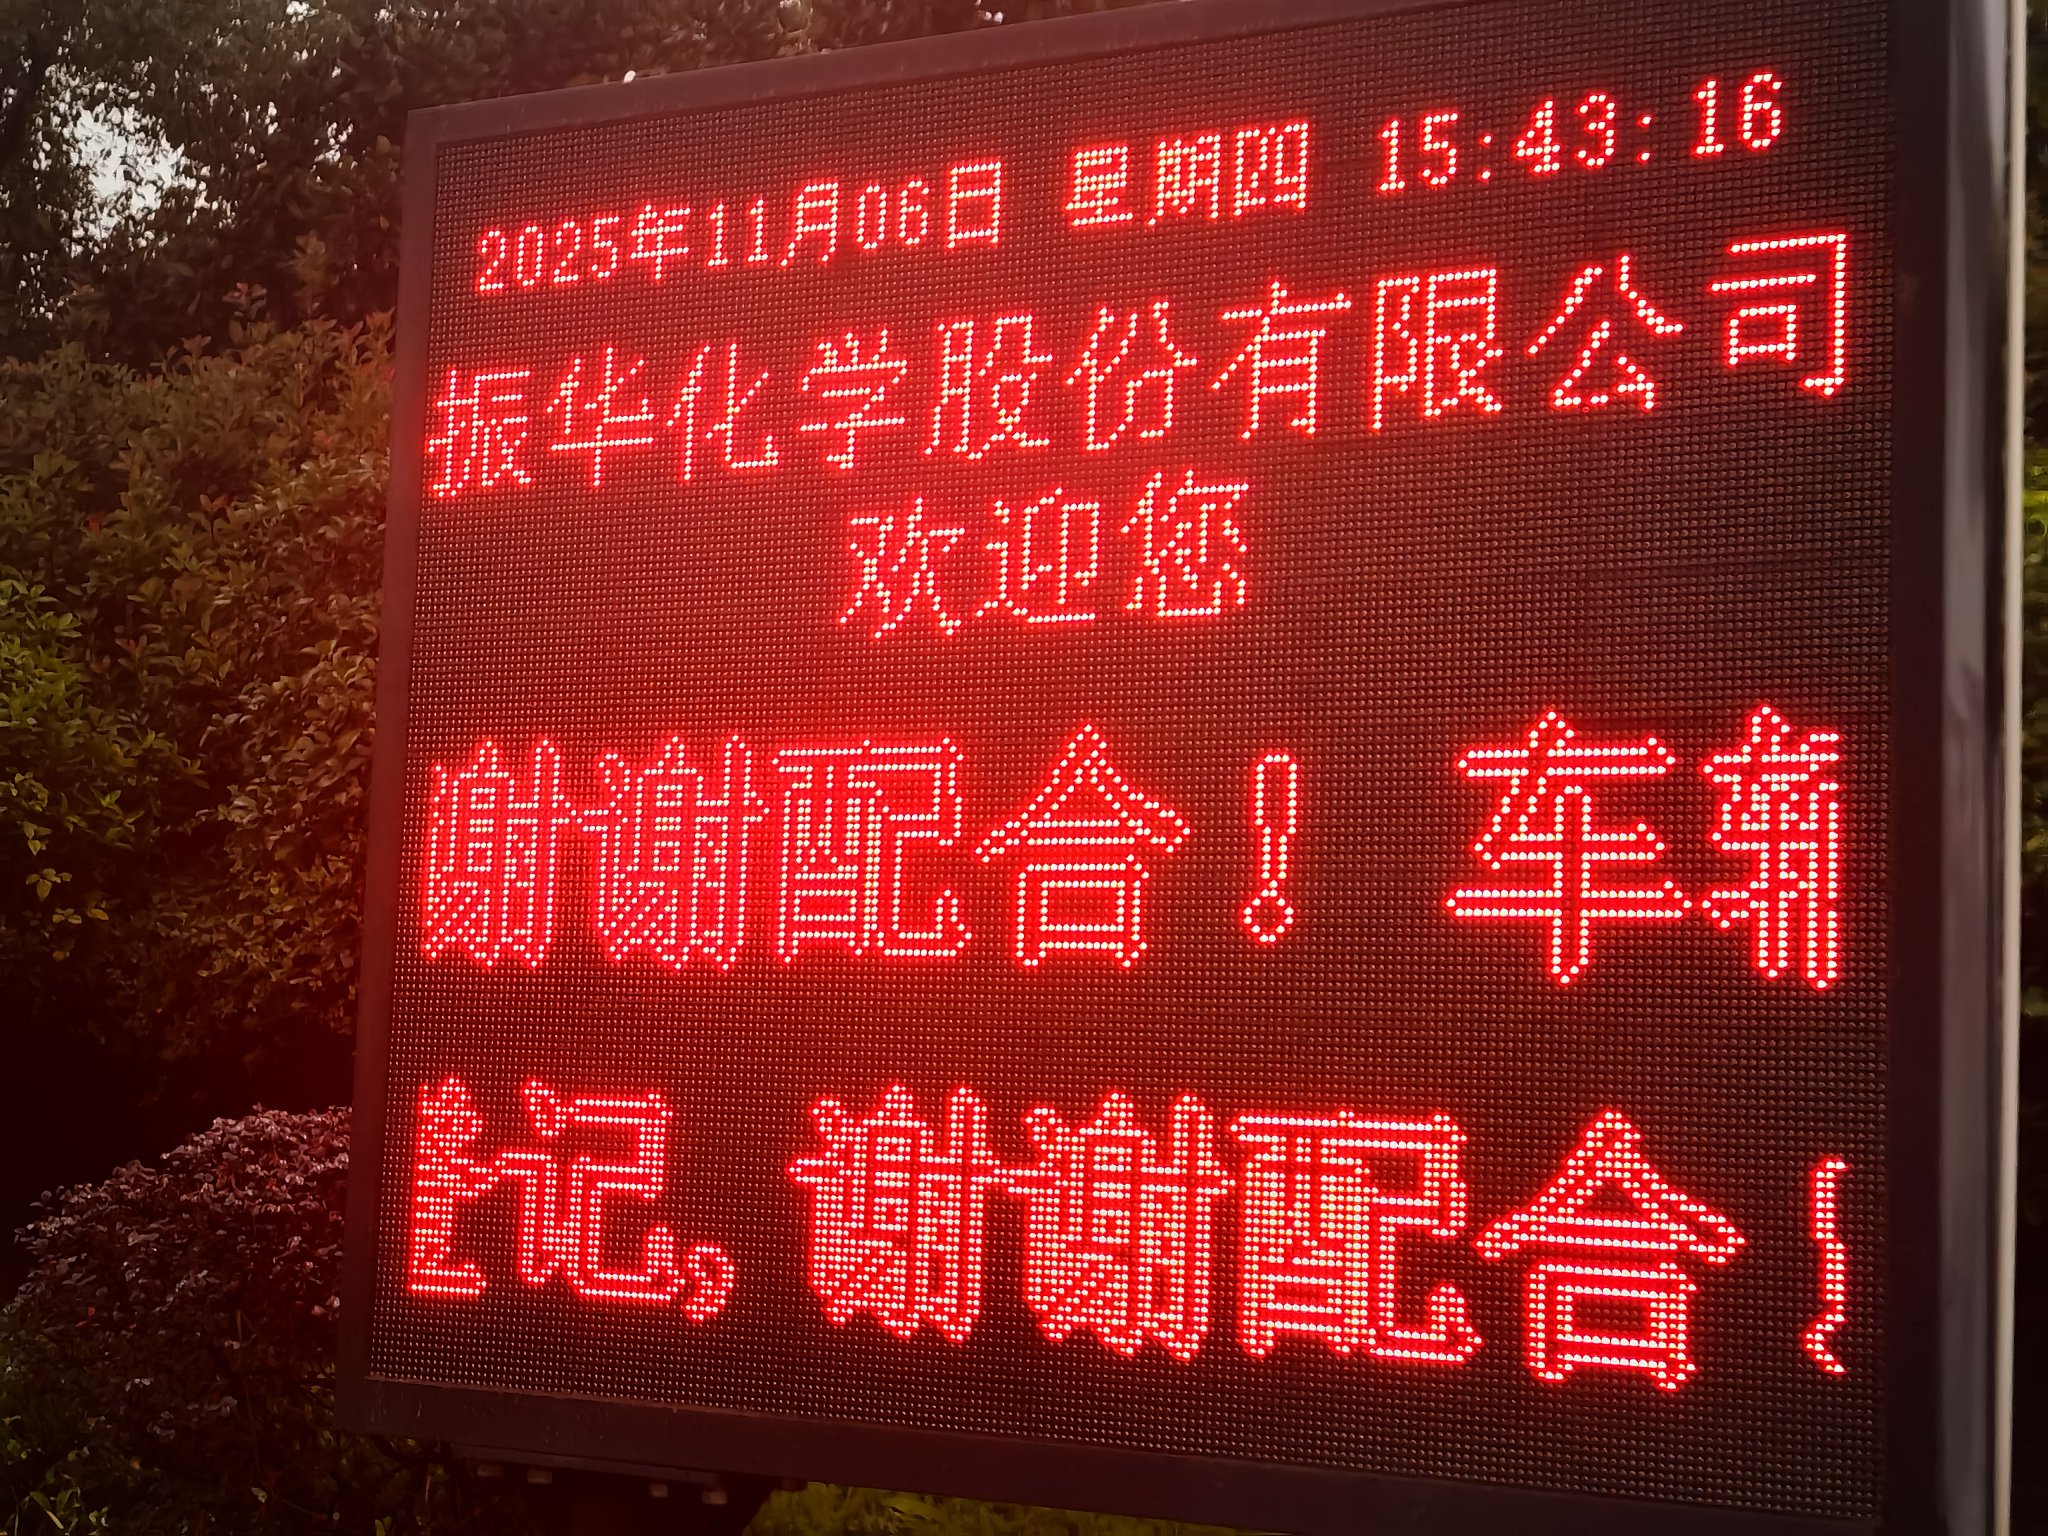 2025年11月06日 星期四 15:43:16
振华化学股份有限公司
欢迎您
谢谢配合！ 车辆
登记，谢谢配合！